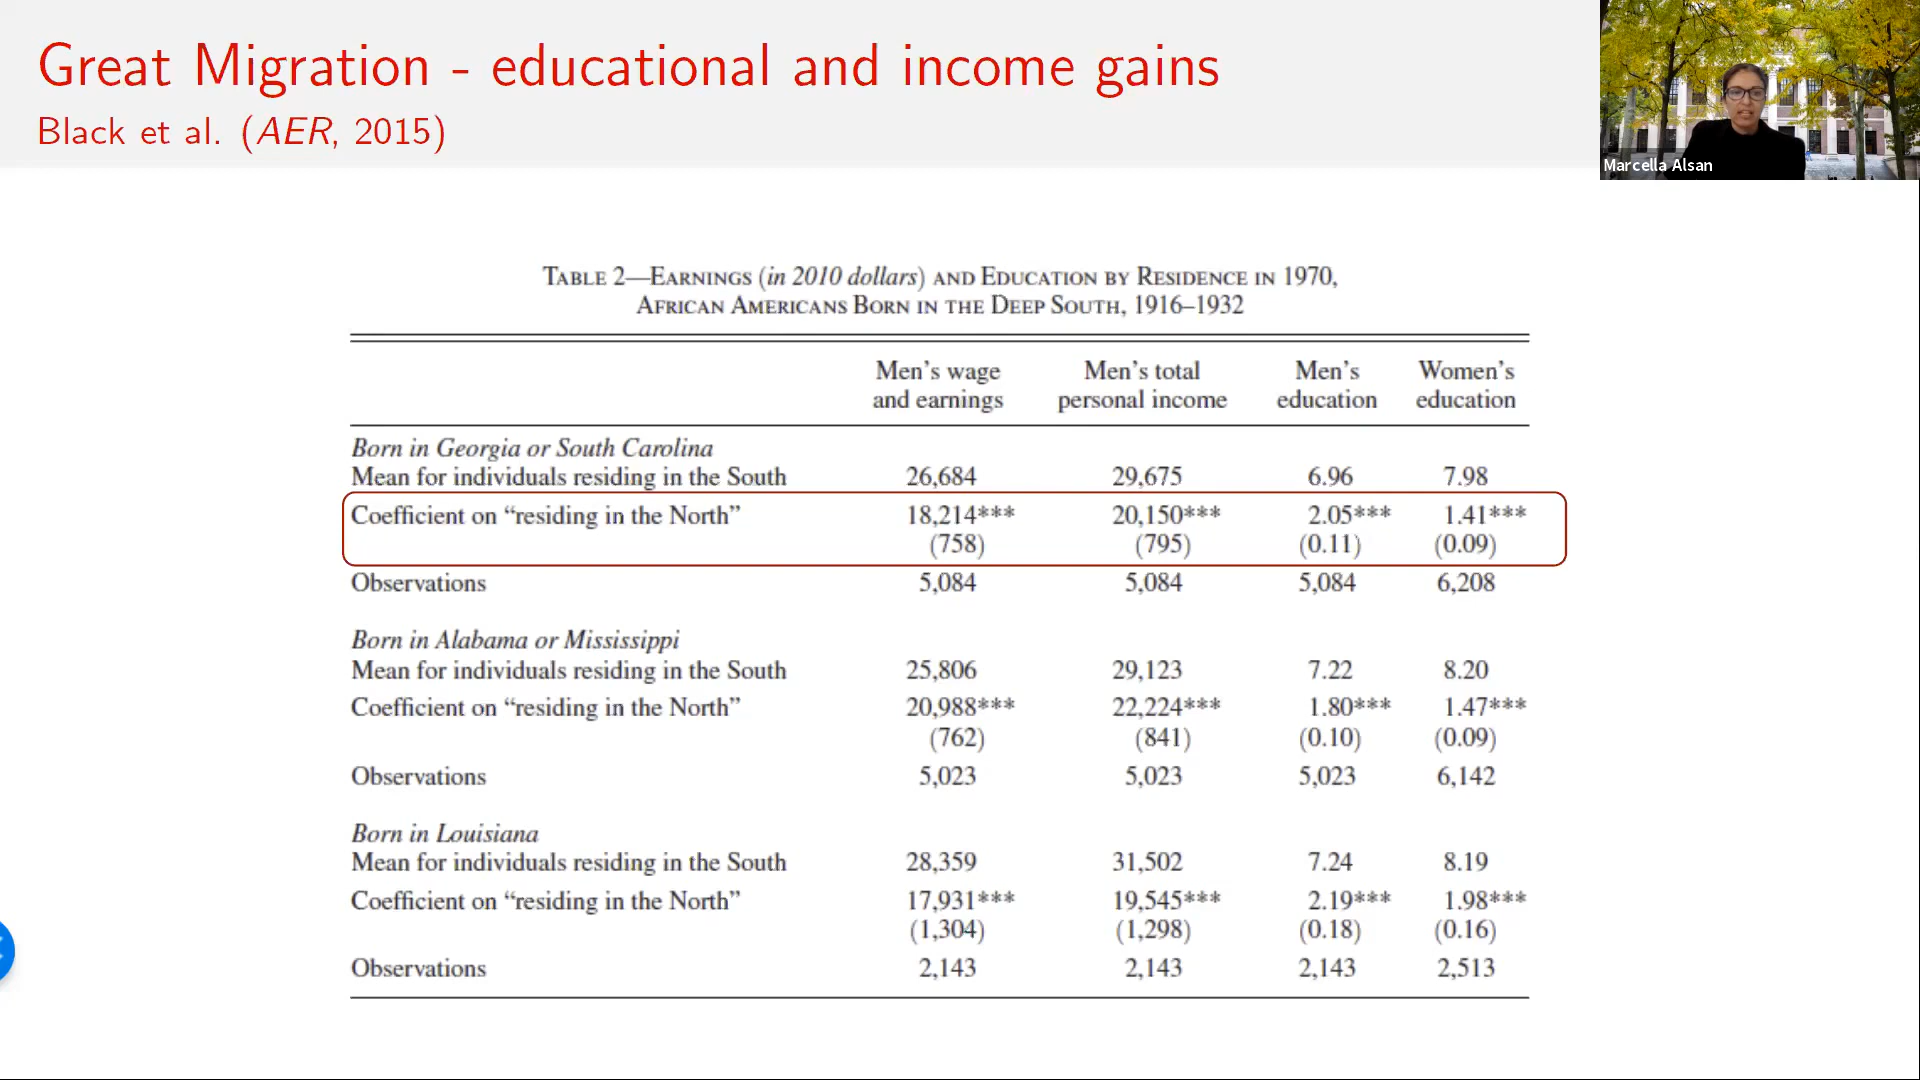 Great Migration - educational and income gains
Black et al. (AER, 2015)
Marcella Alsan
TABLE 2—EARNINGS (in 2010 dollars) AND EDUCATION BY RESIDENCE IN 1970,
AFRICAN AMERICANS BORN IN THE DEEP SOUTH, 1916–1932
Men's wage and earnings Men's total personal income Men's education Women's education
Born in Georgia or South Carolina
Mean for individuals residing in the South 26,684 29,675 6.96 7.98
Coefficient on “residing in the North” 18,214*** 20,150*** 2.05*** 1.41***
(758) (795) (0.11) (0.09)
Observations 5,084 5,084 5,084 6,208
Born in Alabama or Mississippi
Mean for individuals residing in the South 25,806 29,123 7.22 8.20
Coefficient on “residing in the North” 20,988*** 22,224*** 1.80*** 1.47***
(762) (841) (0.10) (0.09)
Observations 5,023 5,023 5,023 6,142
Born in Louisiana
Mean for individuals residing in the South 28,359 31,502 7.24 8.19
Coefficient on “residing in the North” 17,931*** 19,545*** 2.19*** 1.98***
(1,304) (1,298) (0.18) (0.16)
Observations 2,143 2,143 2,143 2,513